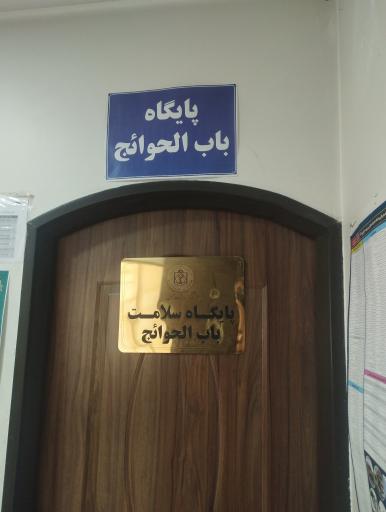 پایگاه
باب الحوائج
پایگاه سلامت
باب الحوائج